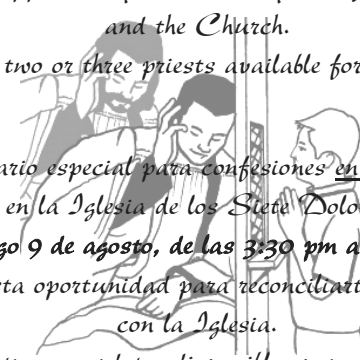 and the Church.
two or three priests available for
ario especial para confesiones en
en la Iglesia de los Siete Dolo
go 9 de agosto, de las 3:30 pm a
ta oportunidad para reconciliart
con la Iglesia.